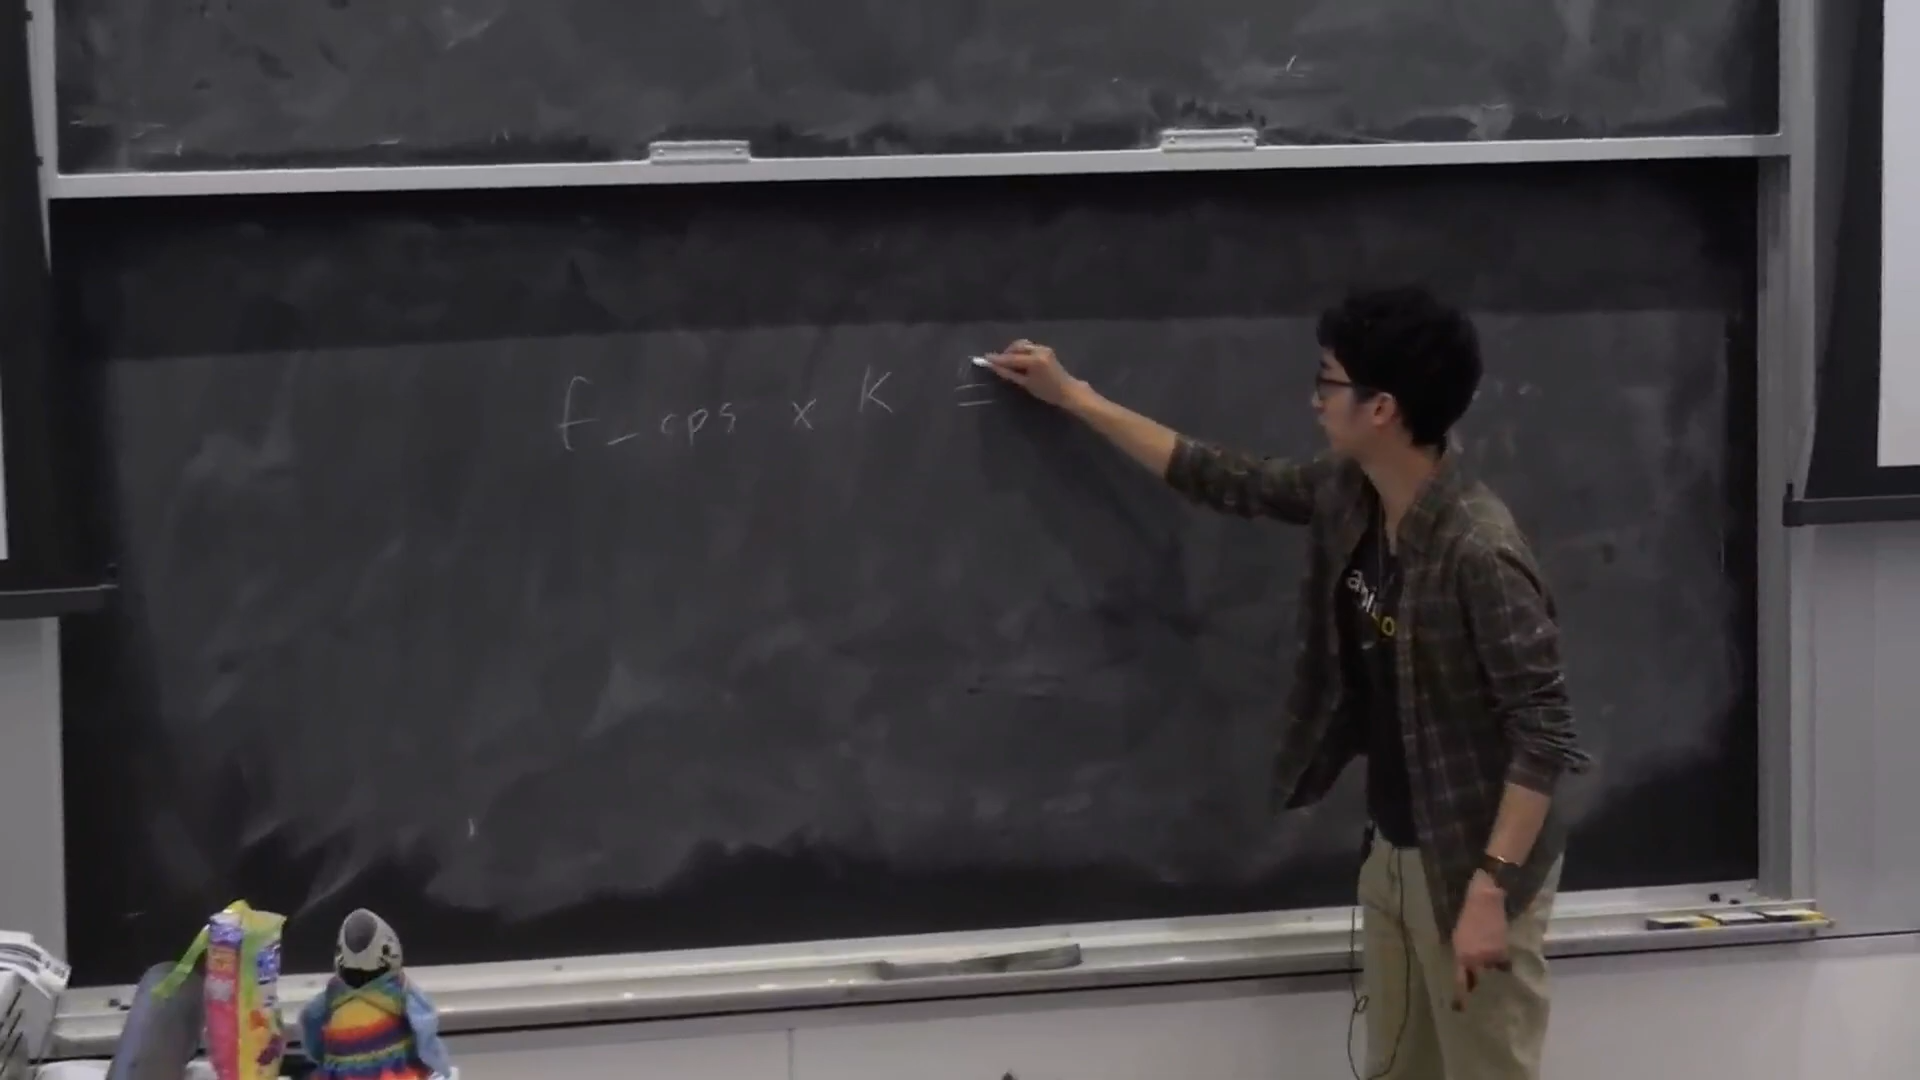 f_cps x k =